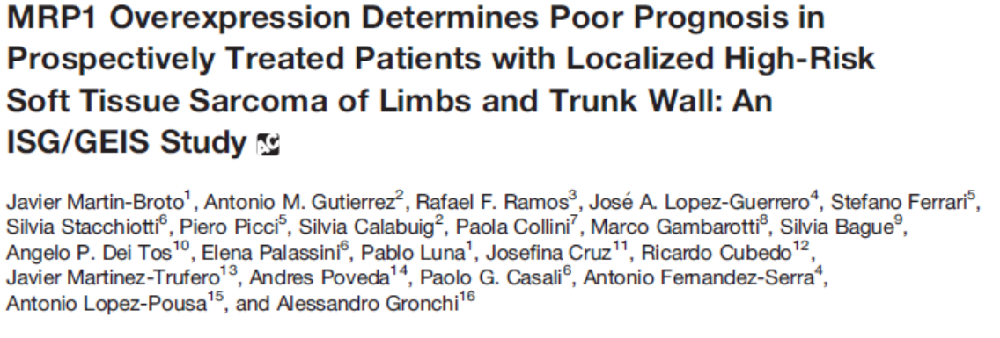 MRP1 Overexpression Determines Poor Prognosis in
Prospectively Treated Patients with Localized High-Risk
Soft Tissue Sarcoma of Limbs and Trunk Wall: An
ISG/GEIS Study AC
Javier Martin-Broto1, Antonio M. Gutierrez2, Rafael F. Ramos3, José A. Lopez-Guerrero4, Stefano Ferrari5,
Silvia Stacchiotti6, Piero Picci5, Silvia Calabuig2, Paola Collini7, Marco Gambarotti8, Silvia Bague9,
Angelo P. Dei Tos10, Elena Palassini6, Pablo Luna1, Josefina Cruz11, Ricardo Cubedo12,
Javier Martinez-Trufero13, Andres Poveda14, Paolo G. Casali6, Antonio Fernandez-Serra4,
Antonio Lopez-Pousa15, and Alessandro Gronchi16